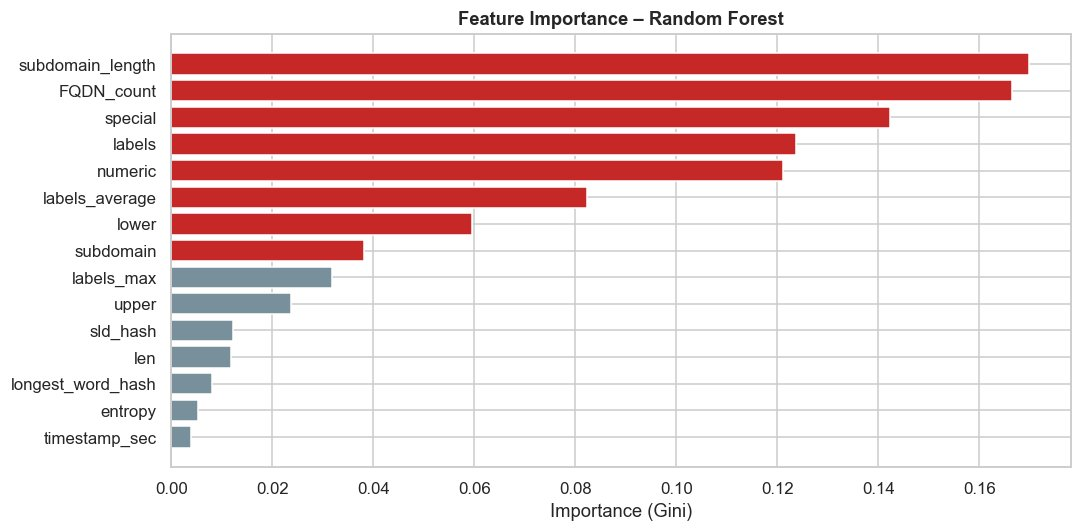 Feature Importance – Random Forest
subdomain_length
FQDN_count
special
labels
numeric
labels_average
lower
subdomain
labels_max
upper
sld_hash
len
longest_word_hash
entropy
timestamp_sec
0.00 0.02 0.04 0.06 0.08 0.10 0.12 0.14 0.16
Importance (Gini)